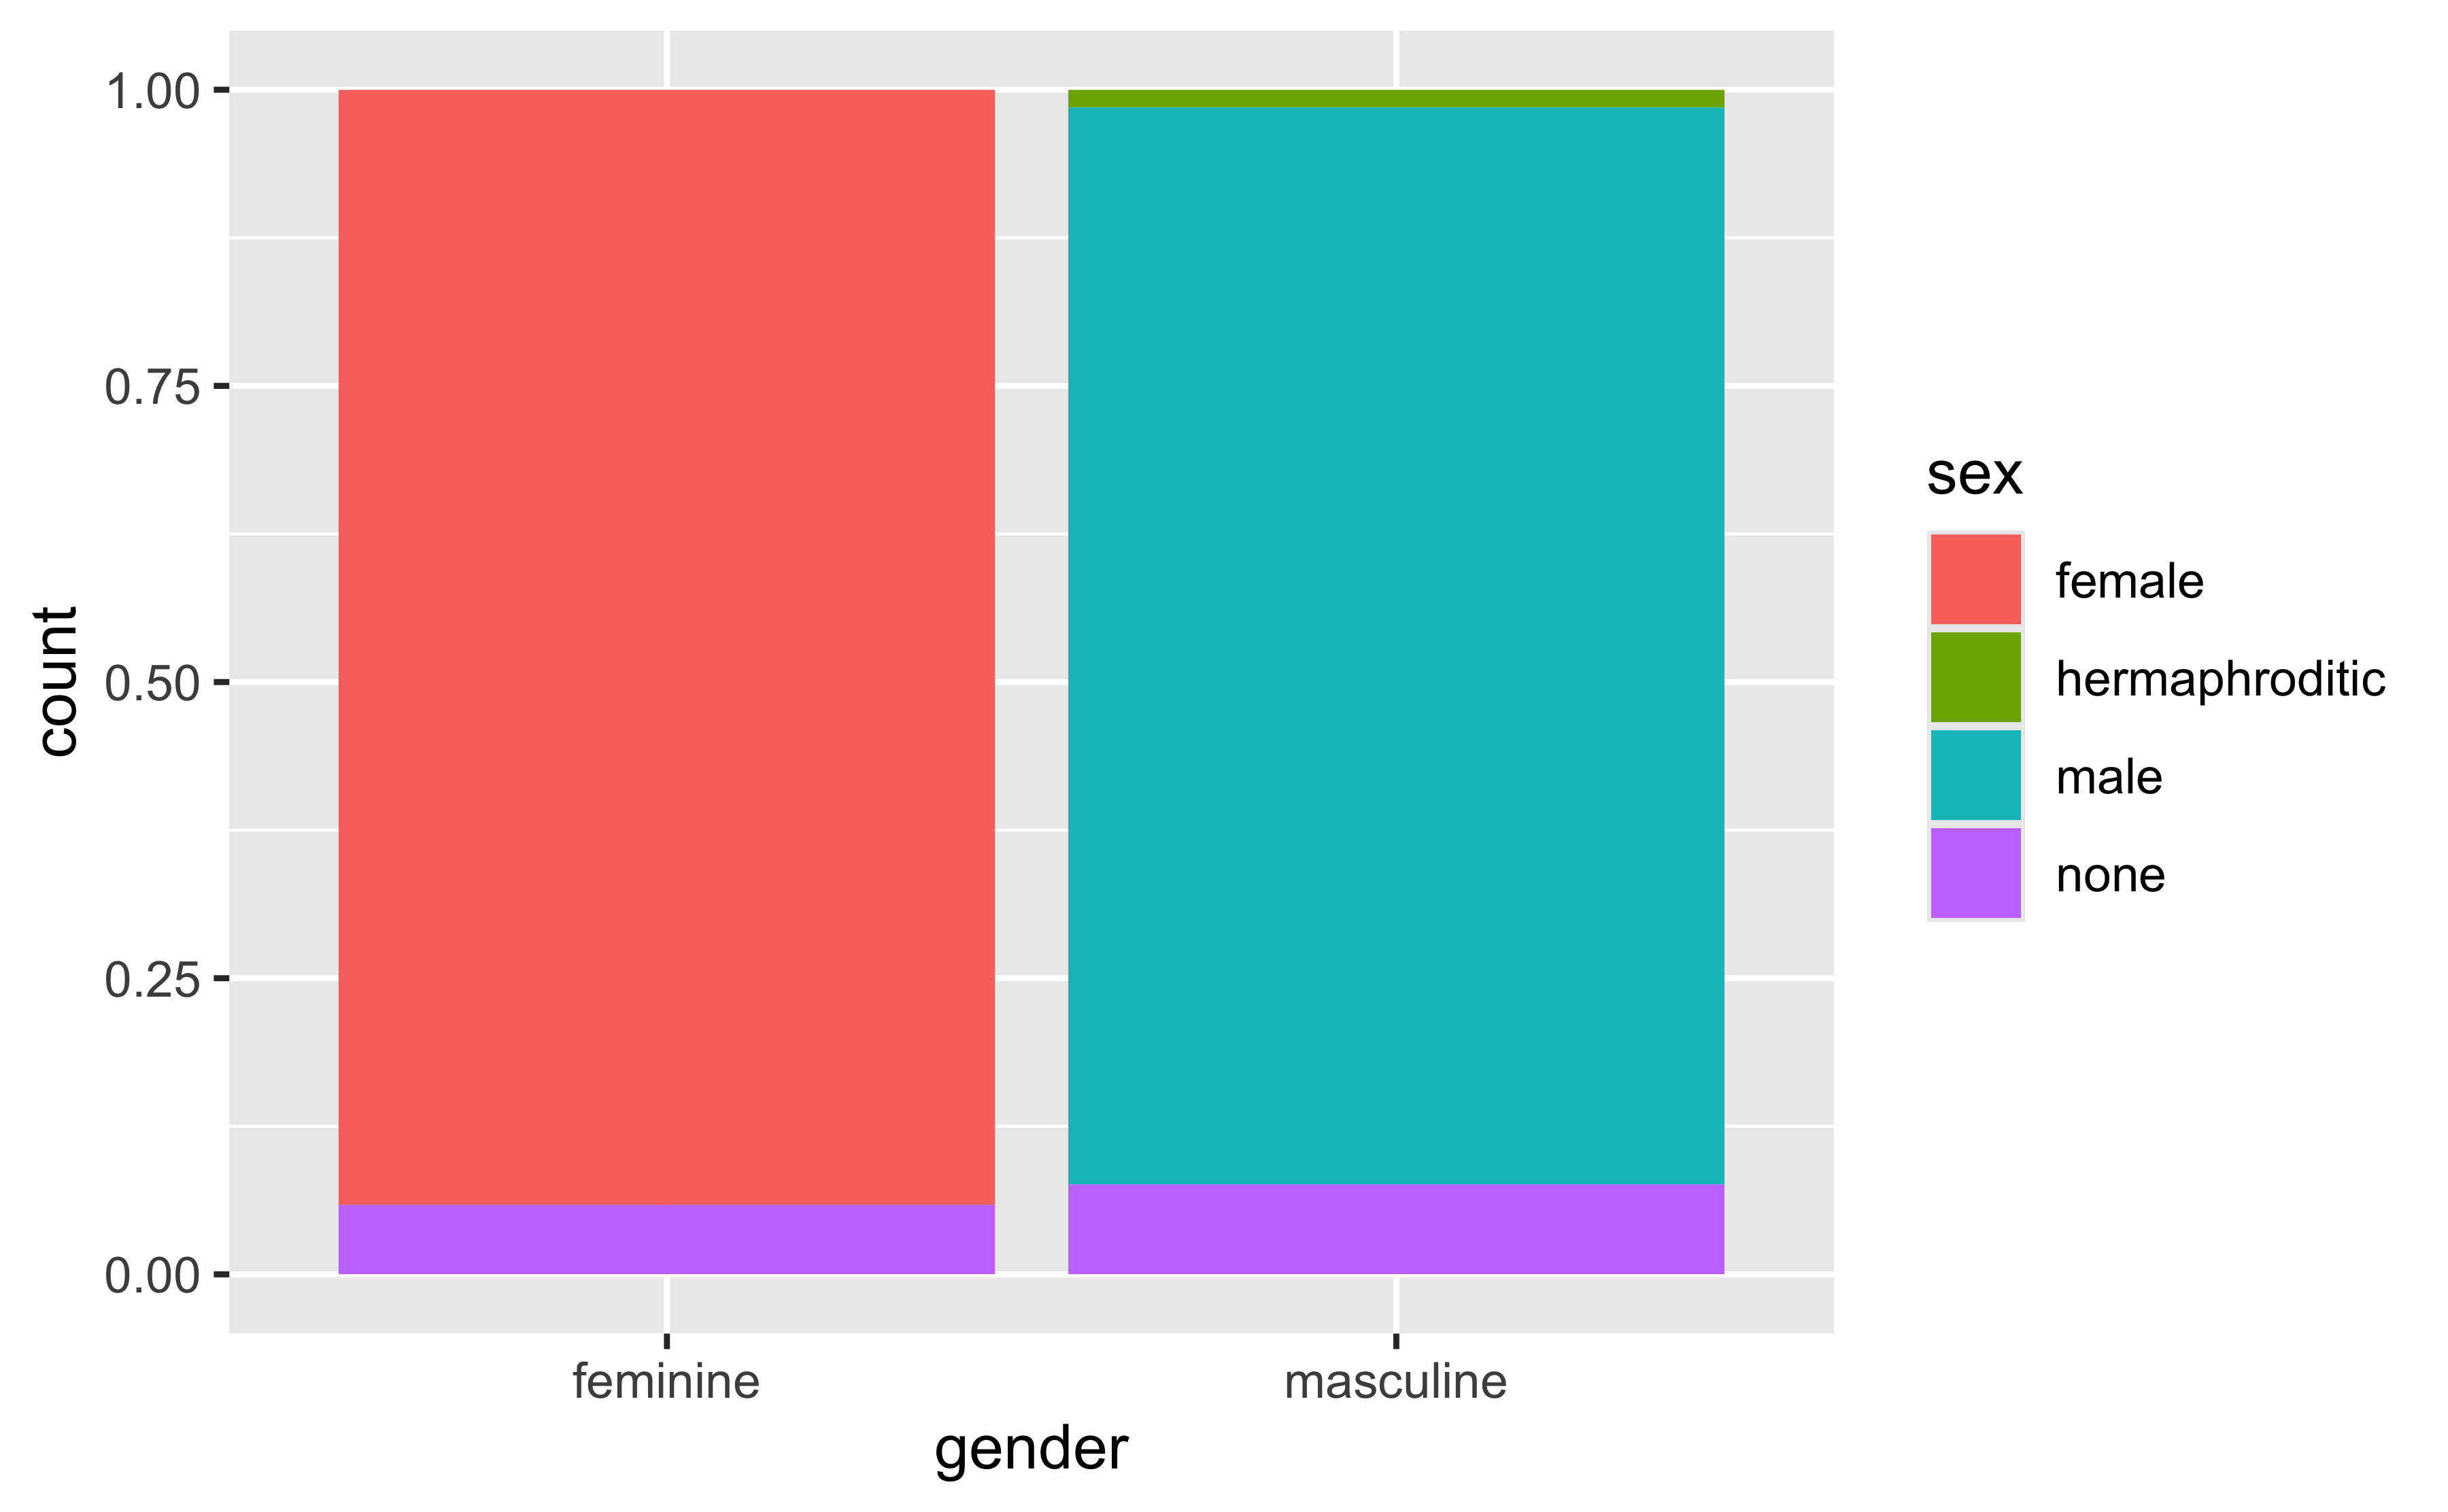 count
1.00
0.75
0.50
0.25
0.00
feminine
masculine
gender
sex
female
hermaphroditic
male
none